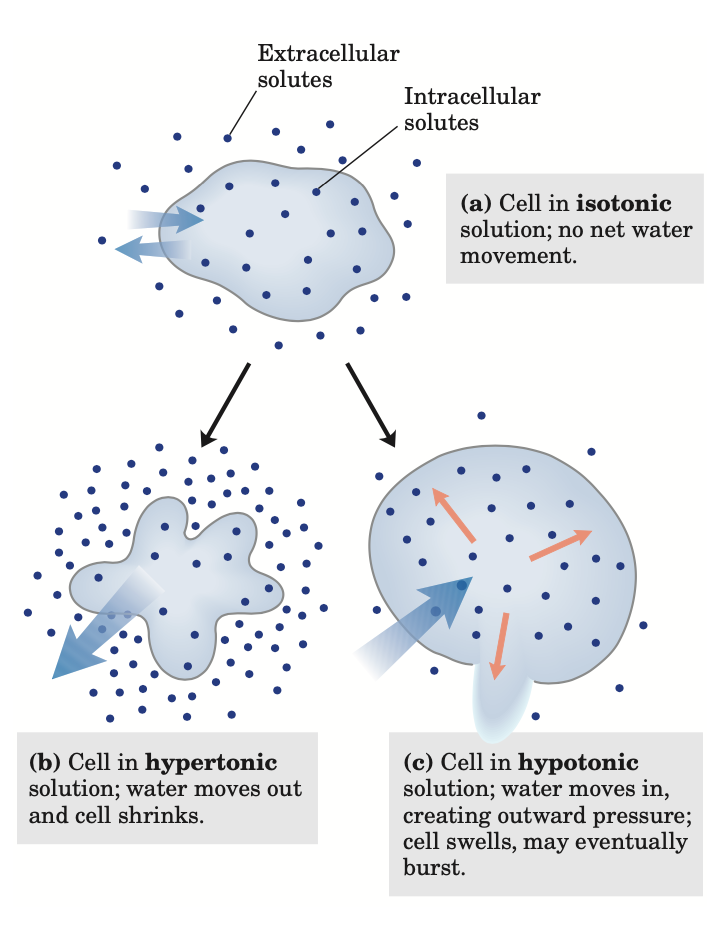 Extracellular
solutes
Intracellular
solutes
(a) Cell in isotonic
solution; no net water
movement.
(b) Cell in hypertonic
solution; water moves out
and cell shrinks.
(c) Cell in hypotonic
solution; water moves in,
creating outward pressure;
cell swells, may eventually
burst.